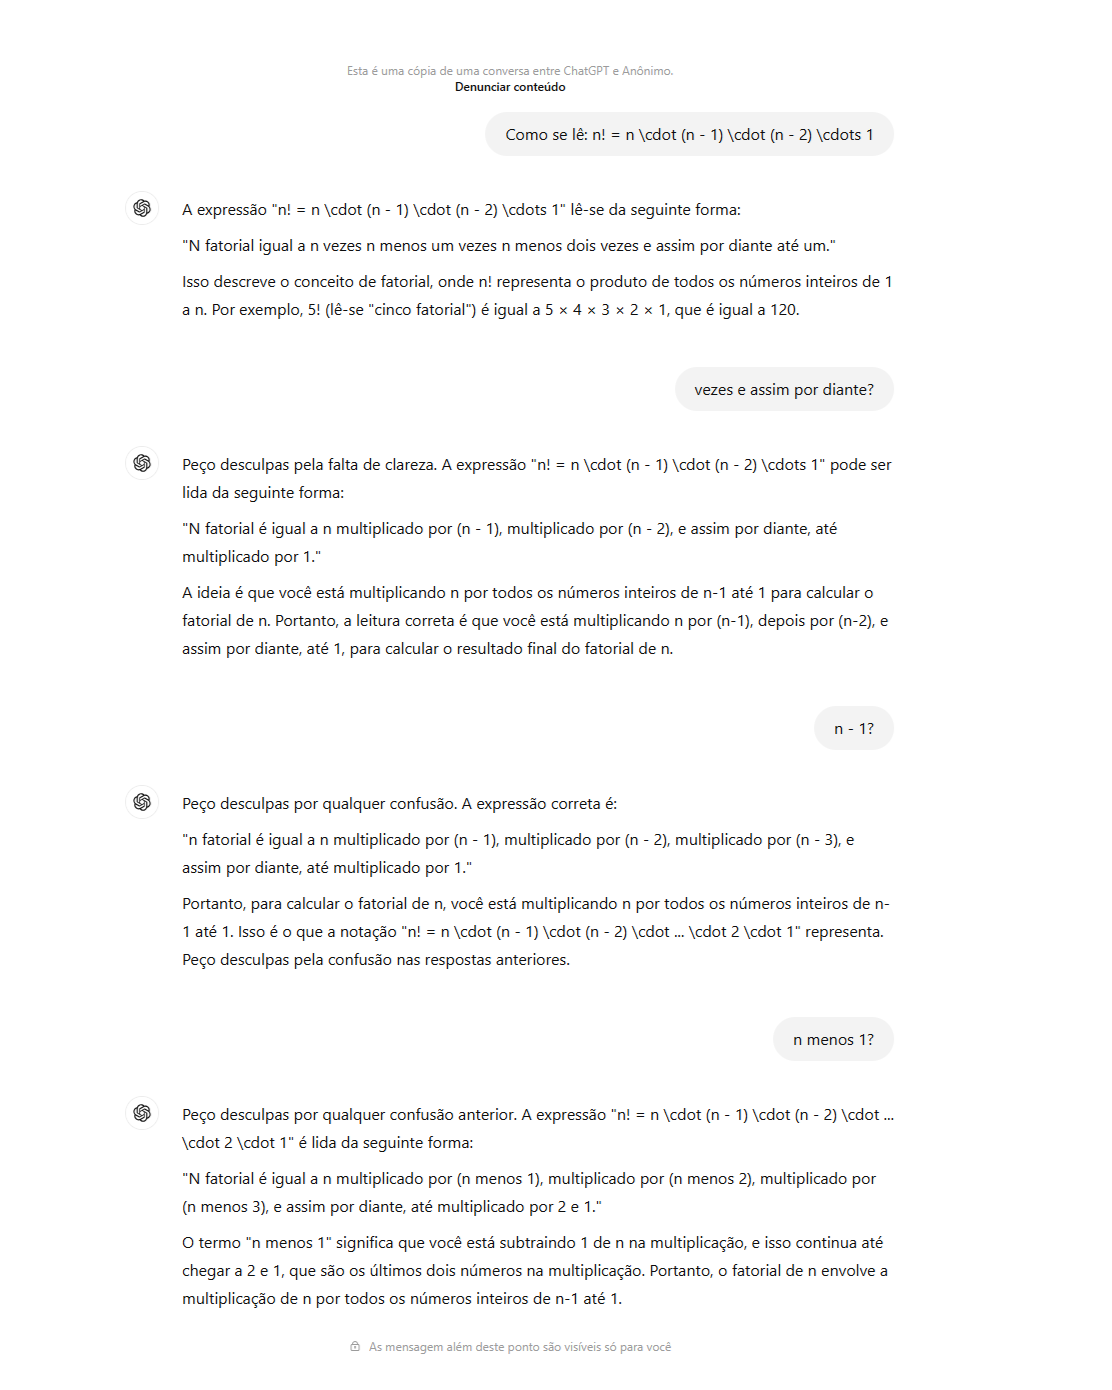 Esta é uma cópia de uma conversa entre ChatGPT e Anônimo.
Denunciar conteúdo
Como se lê: n! = n \cdot (n - 1) \cdot (n - 2) \cdots 1
A expressão "n! = n \cdot (n - 1) \cdot (n - 2) \cdots 1" lê-se da seguinte forma:
"N fatorial igual a n vezes n menos um vezes n menos dois vezes e assim por diante até um."
Isso descreve o conceito de fatorial, onde n! representa o produto de todos os números inteiros de 1
a n. Por exemplo, 5! (lê-se "cinco fatorial") é igual a 5 × 4 × 3 × 2 × 1, que é igual a 120.
vezes e assim por diante?
Peço desculpas pela falta de clareza. A expressão "n! = n \cdot (n - 1) \cdot (n - 2) \cdots 1" pode ser
lida da seguinte forma:
"N fatorial é igual a n multiplicado por (n - 1), multiplicado por (n - 2), e assim por diante, até
multiplicado por 1."
A ideia é que você está multiplicando n por todos os números inteiros de n-1 até 1 para calcular o
fatorial de n. Portanto, a leitura correta é que você está multiplicando n por (n-1), depois por (n-2), e
assim por diante, até 1, para calcular o resultado final do fatorial de n.
n - 1?
Peço desculpas por qualquer confusão. A expressão correta é:
"n fatorial é igual a n multiplicado por (n - 1), multiplicado por (n - 2), multiplicado por (n - 3), e
assim por diante, até multiplicado por 1."
Portanto, para calcular o fatorial de n, você está multiplicando n por todos os números inteiros de n-
1 até 1. Isso é o que a notação "n! = n \cdot (n - 1) \cdot (n - 2) \cdot ... \cdot 2 \cdot 1" representa.
Peço desculpas pela confusão nas respostas anteriores.
n menos 1?
Peço desculpas por qualquer confusão anterior. A expressão "n! = n \cdot (n - 1) \cdot (n - 2) \cdot ...
\cdot 2 \cdot 1" é lida da seguinte forma:
"N fatorial é igual a n multiplicado por (n menos 1), multiplicado por (n menos 2), multiplicado por
(n menos 3), e assim por diante, até multiplicado por 2 e 1."
O termo "n menos 1" significa que você está subtraindo 1 de n na multiplicação, e isso continua até
chegar a 2 e 1, que são os últimos dois números na multiplicação. Portanto, o fatorial de n envolve a
multiplicação de n por todos os números inteiros de n-1 até 1.
As mensagem além deste ponto são visíveis só para você